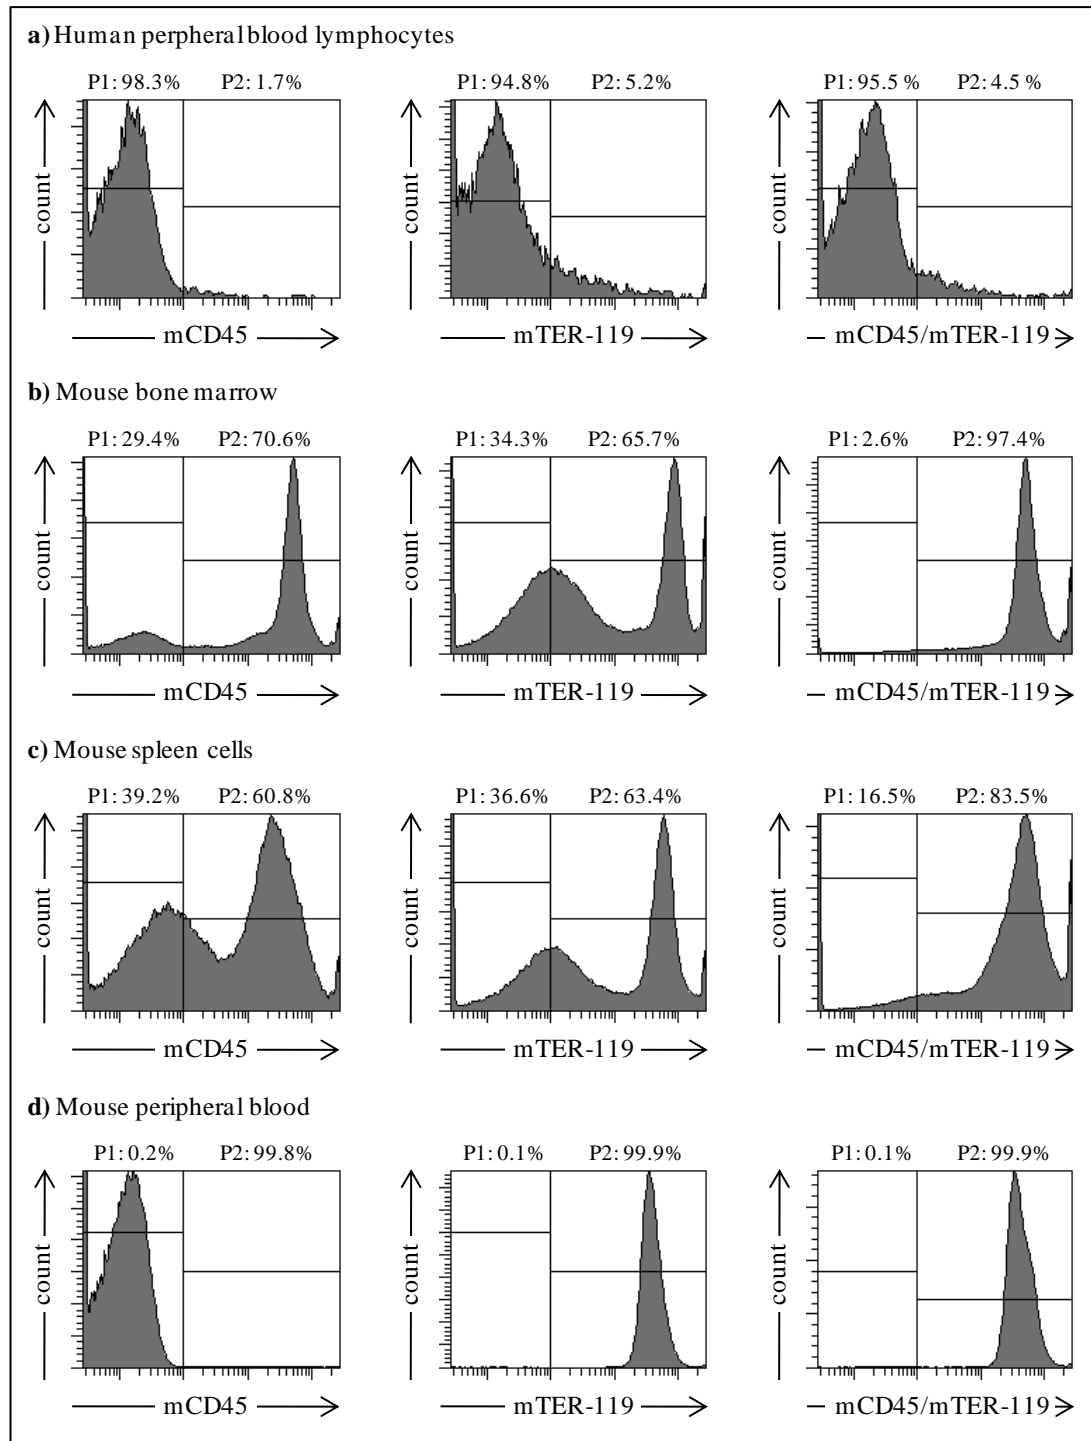 a) Human perpheral blood lymphocytes
P1: 98.3% P2: 1.7% P1: 94.8% P2: 5.2% P1: 95.5 % P2: 4.5 %
count count count
mCD45 mTER-119 mCD45/mTER-119
b) Mouse bone marrow
P1: 29.4% P2: 70.6% P1: 34.3% P2: 65.7% P1: 2.6% P2: 97.4%
count count count
mCD45 mTER-119 mCD45/mTER-119
c) Mouse spleen cells
P1: 39.2% P2: 60.8% P1: 36.6% P2: 63.4% P1: 16.5% P2: 83.5%
count count count
mCD45 mTER-119 mCD45/mTER-119
d) Mouse peripheral blood
P1: 0.2% P2: 99.8% P1: 0.1% P2: 99.9% P1: 0.1% P2: 99.9%
count count count
mCD45 mTER-119 mCD45/mTER-119